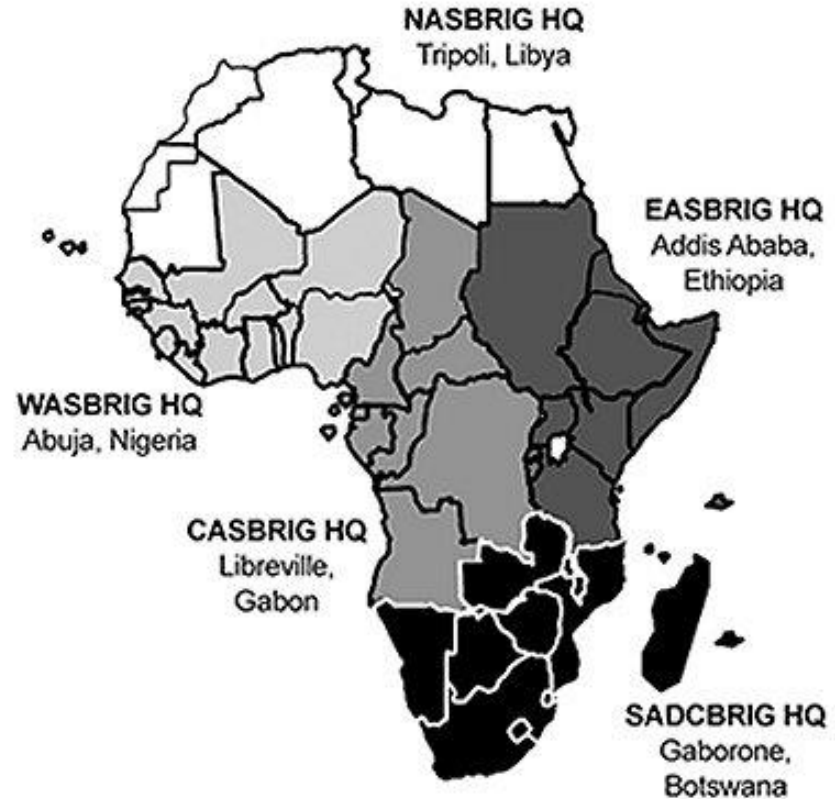 NASBRIG HQ
Tripoli, Libya
EASBRIG HQ
Addis Ababa,
Ethiopia
WASBRIG HQ
Abuja, Nigeria
CASBRIG HQ
Libreville,
Gabon
SADCBRIG HQ
Gaborone,
Botswana